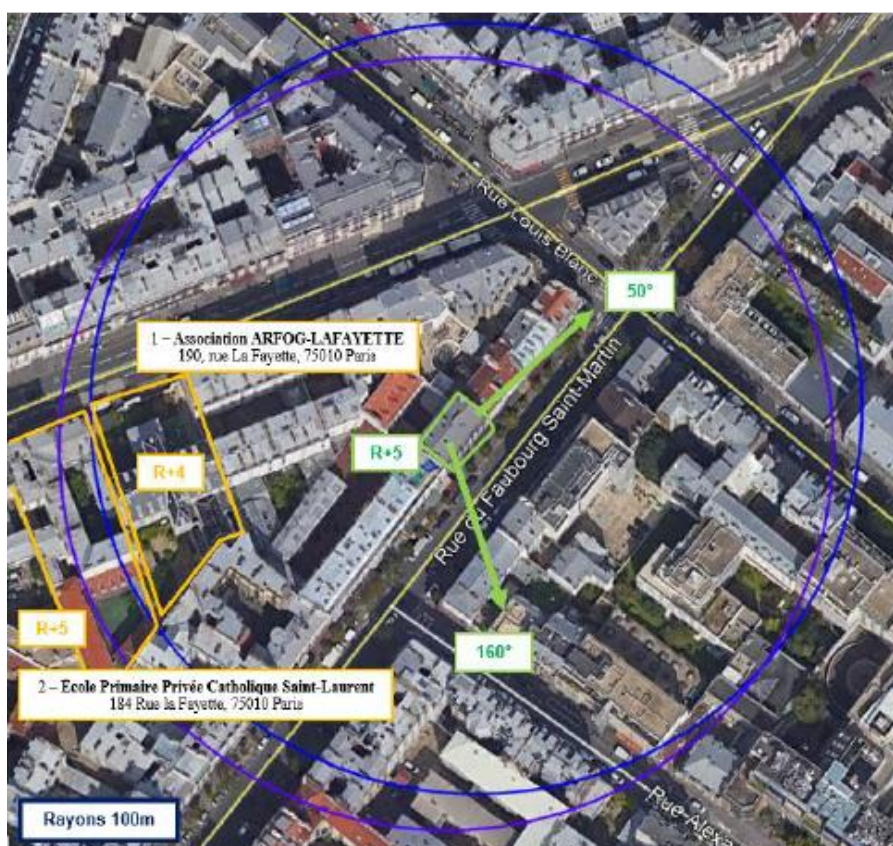 Rue Louis Blanc
50°
1 – Association ARFOG-LAFAYETTE
190, rue La Fayette, 75010 Paris
R+5
R+4
Rue du Faubourg Saint-Martin
R+5
160°
2 – Ecole Primaire Privée Catholique Saint-Laurent
184 Rue la Fayette, 75010 Paris
Rayons 100m
Rue Alexa